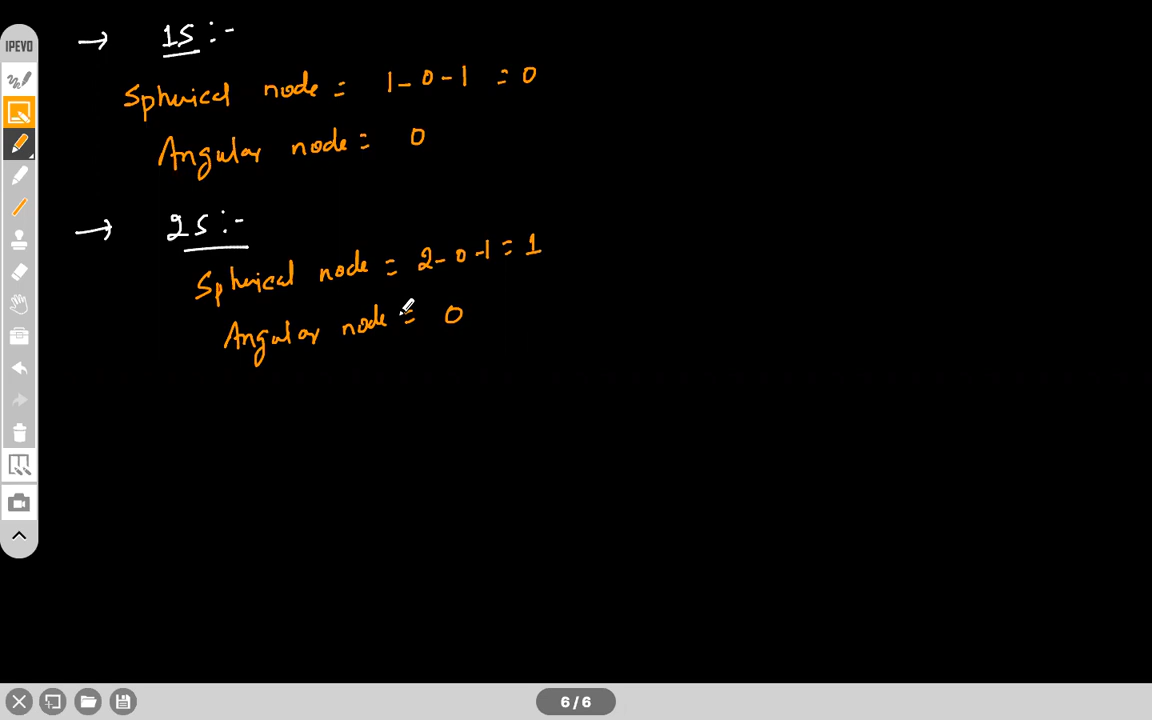 IPEVO
→ 1S :-
Spherical node = 1 - 0 - 1 = 0
Angular node = 0
→ 2S :-
Spherical node = 2 - 0 - 1 = 1
Angular node = 0
6 / 6